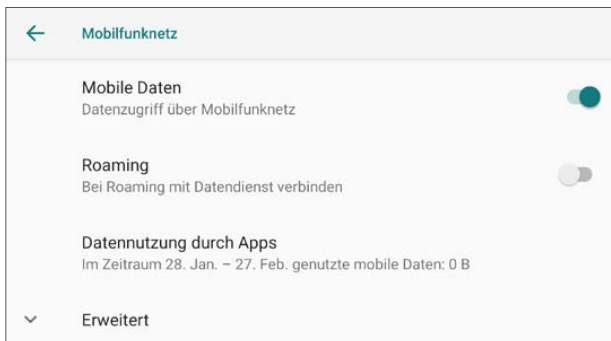 Mobilfunknetz
Mobile Daten
Datenzugriff über Mobilfunknetz
Roaming
Bei Roaming mit Datendienst verbinden
Datennutzung durch Apps
Im Zeitraum 28. Jan. – 27. Feb. genutzte mobile Daten: 0 B
Erweitert